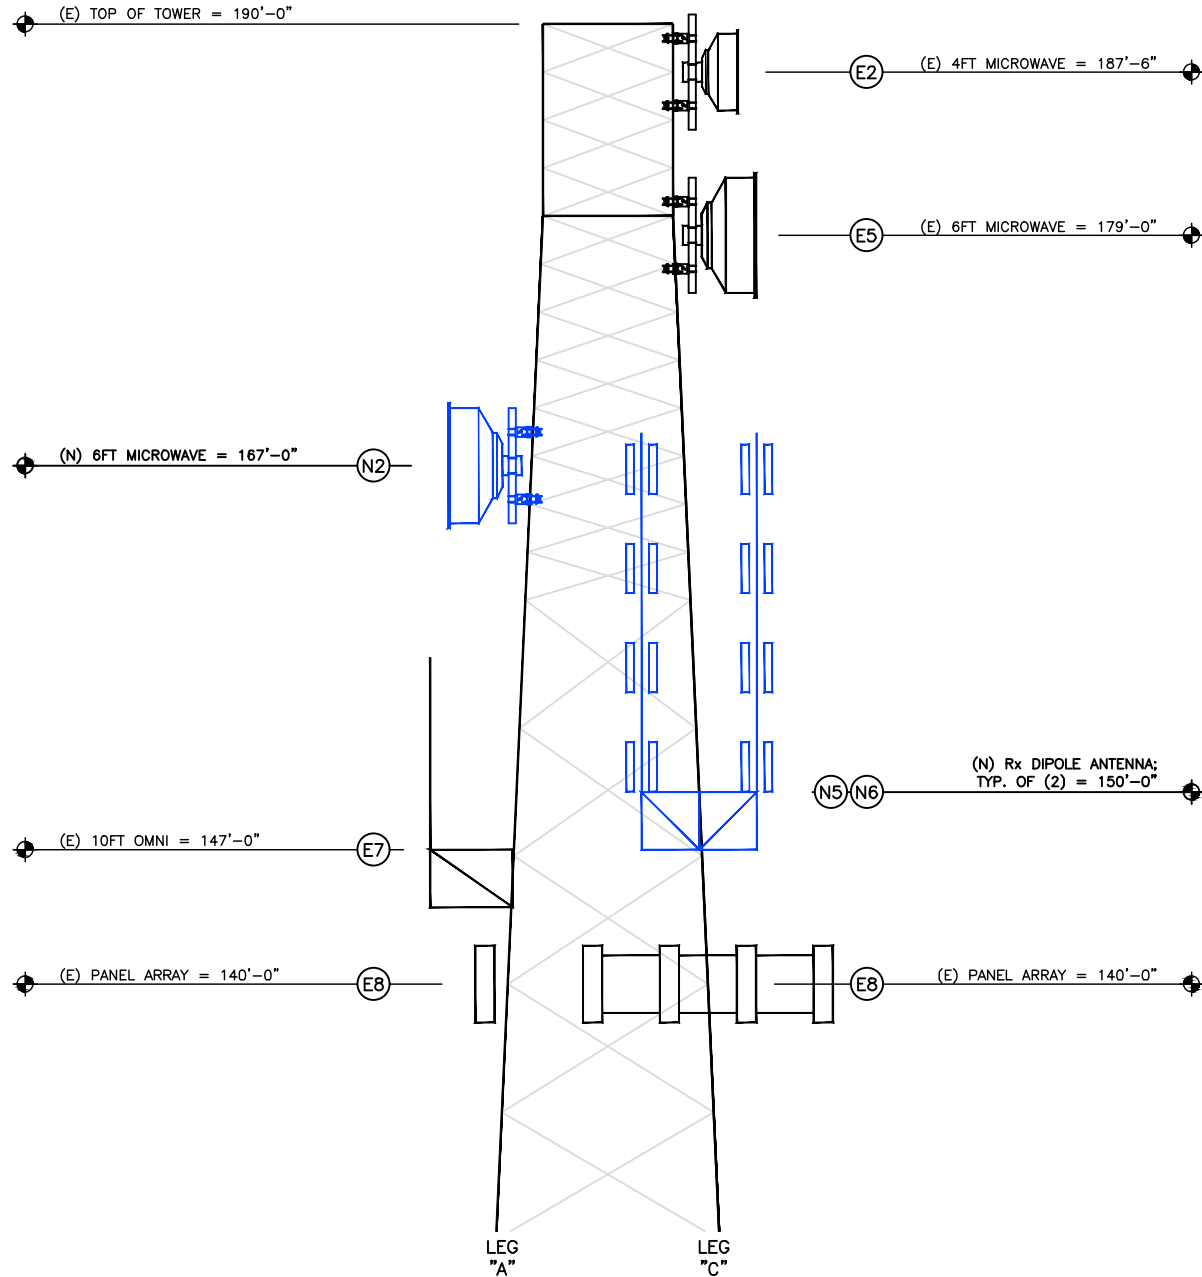 (E) TOP OF TOWER = 190'-0"
E2 (E) 4FT MICROWAVE = 187'-6"
E5 (E) 6FT MICROWAVE = 179'-0"
(N) 6FT MICROWAVE = 167'-0" N2
(N) Rx DIPOLE ANTENNA;
N5 N6 TYP. OF (2) = 150'-0"
(E) 10FT OMNI = 147'-0" E7
(E) PANEL ARRAY = 140'-0" E8
E8 (E) PANEL ARRAY = 140'-0"
LEG
"A"
LEG
"C"